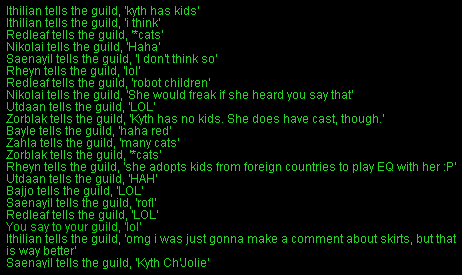 Ithilian tells the guild, 'kyth has kids'
Ithilian tells the guild, 'i think'
Redleaf tells the guild, '*cats'
Nikolai tells the guild, 'Haha'
Saenayil tells the guild, 'I don't think so'
Rheyn tells the guild, 'lol'
Redleaf tells the guild, 'robot children'
Nikolai tells the guild, 'She would freak if she heard you say that'
Utdaan tells the guild, 'LOL'
Zorblak tells the guild, 'Kyth has no kids. She does have cast, though.'
Bayle tells the guild, 'haha red'
Zahla tells the guild, 'many cats'
Zorblak tells the guild, '*cats'
Rheyn tells the guild, 'she adopts kids from foreign countries to play EQ with her :P'
Utdaan tells the guild, 'HAH'
Bajjo tells the guild, 'LOL'
Saenayil tells the guild, 'rofl'
Redleaf tells the guild, 'LOL'
You say to your guild, 'lol'
Ithilian tells the guild, 'omg i was just gonna make a comment about skirts, but that
is way better'
Saenayil tells the guild, 'Kyth Ch'Jolie'